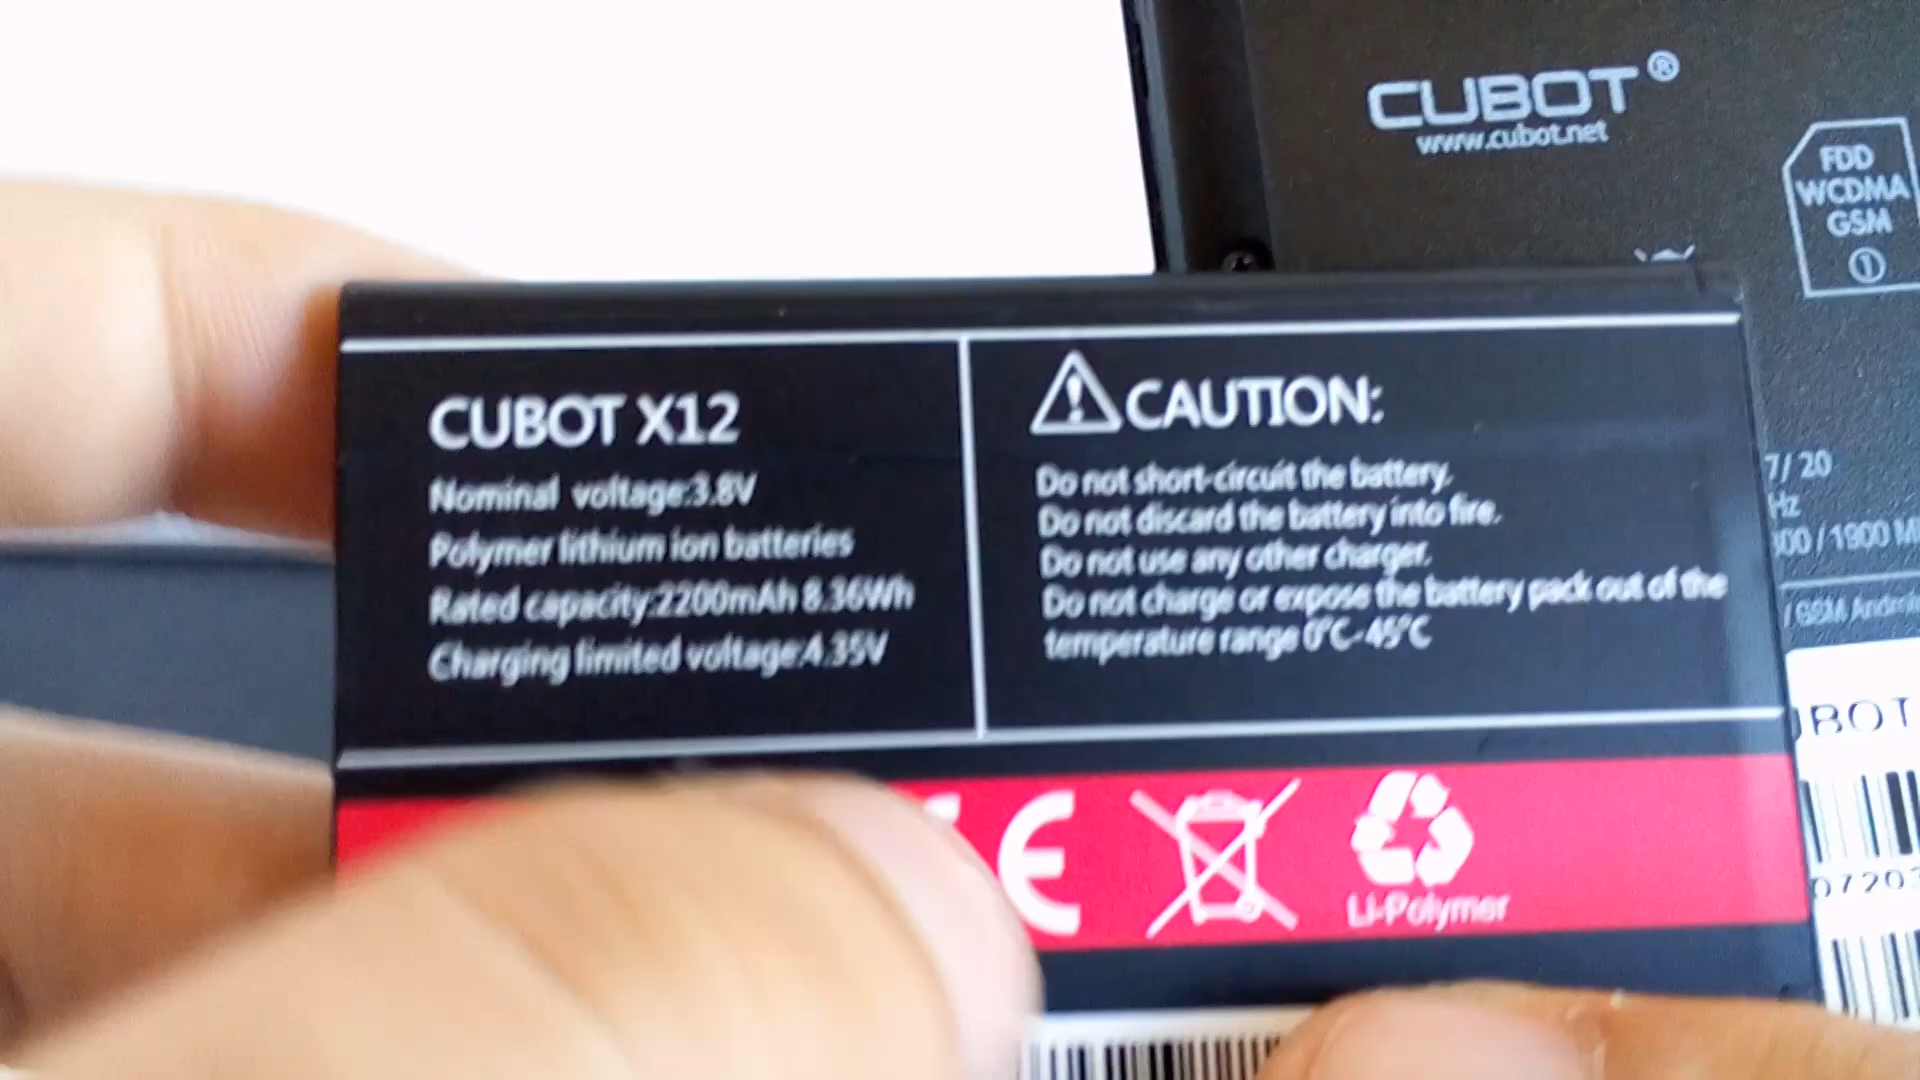 CUBOT®
www.cubot.net
FDD
WCDMA
GSM
①
CUBOT X12
Nominal voltage:3.8V
Polymer lithium ion batteries
Rated capacity:2200mAh 8.36Wh
Charging limited voltage:4.35V
CAUTION:
Do not short-circuit the battery.
Do not discard the battery into fire.
Do not use any other charger.
Do not charge or expose the battery pack out of the
temperature range 0°C-45°C
7/ 20
Hz
/ 1900 M
/ GSM
CE
Li-Polymer
BOT
07203